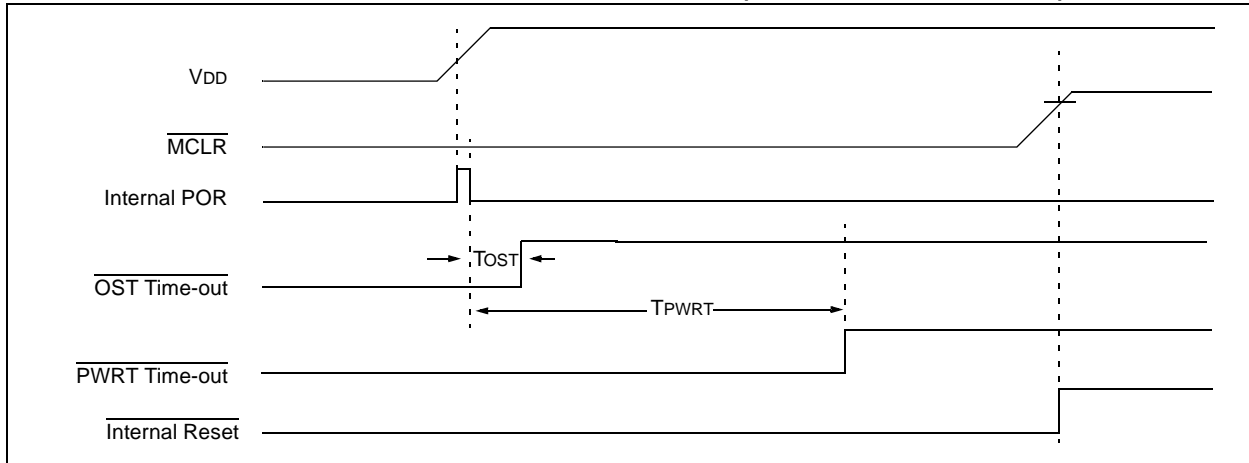 VDD
MCLR
Internal POR
TOST
OST Time-out
TPWRT
PWRT Time-out
Internal Reset